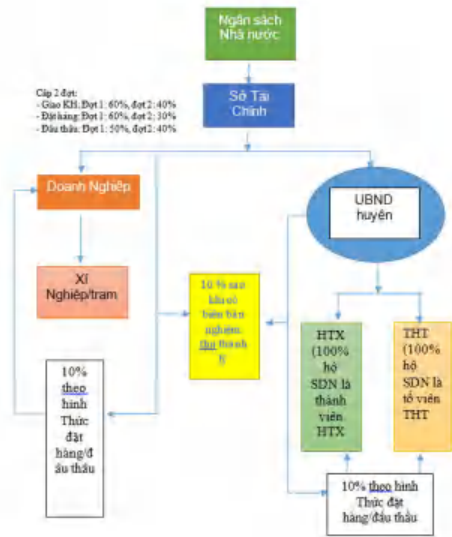 Ngân sách
Nhà nước
Sở Tài
Chính
Cấp 2 đợt:
- Giao KH: Đợt 1: 60%, đợt 2: 40%
- Đặt hàng: Đợt 1: 60%, đợt 2: 30%
- Đấu thầu: Đợt 1: 50%, đợt 2: 40%
Doanh Nghiệp
UBND
huyện
Xí
Nghiệp/trạm
10 % sau
khi có
biên bản
nghiệm
thu thanh
lý
HTX
(100%
hộ
SDN là
thành
viên
HTX
THT
(100%
hộ
SDN là
tổ viên
THT
10%
theo
hình
Thức
đặt
hàng/đ
ấu thầu
10% theo hình
Thức đặt
hàng/đấu thầu